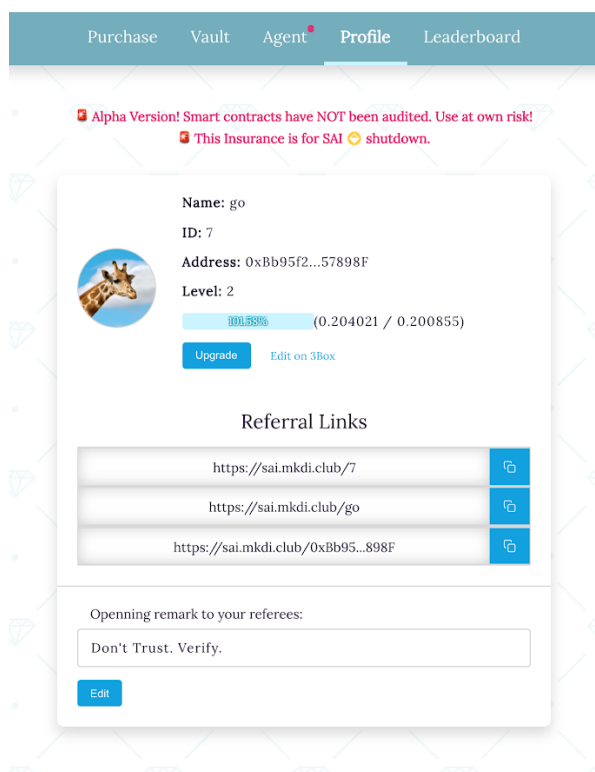 Purchase Vault Agent Profile Leaderboard
🚨 Alpha Version! Smart contracts have NOT been audited. Use at own risk!
🚨 This Insurance is for SAI shutdown.
Name: go
ID: 7
Address: 0xBb95f2...57898F
Level: 2
101.58% (0.204021 / 0.200855)
Upgrade Edit on 3Box
Referral Links
https://sai.mkdi.club/7
https://sai.mkdi.club/go
https://sai.mkdi.club/0xBb95...898F
Openning remark to your referees:
Don't Trust. Verify.
Edit